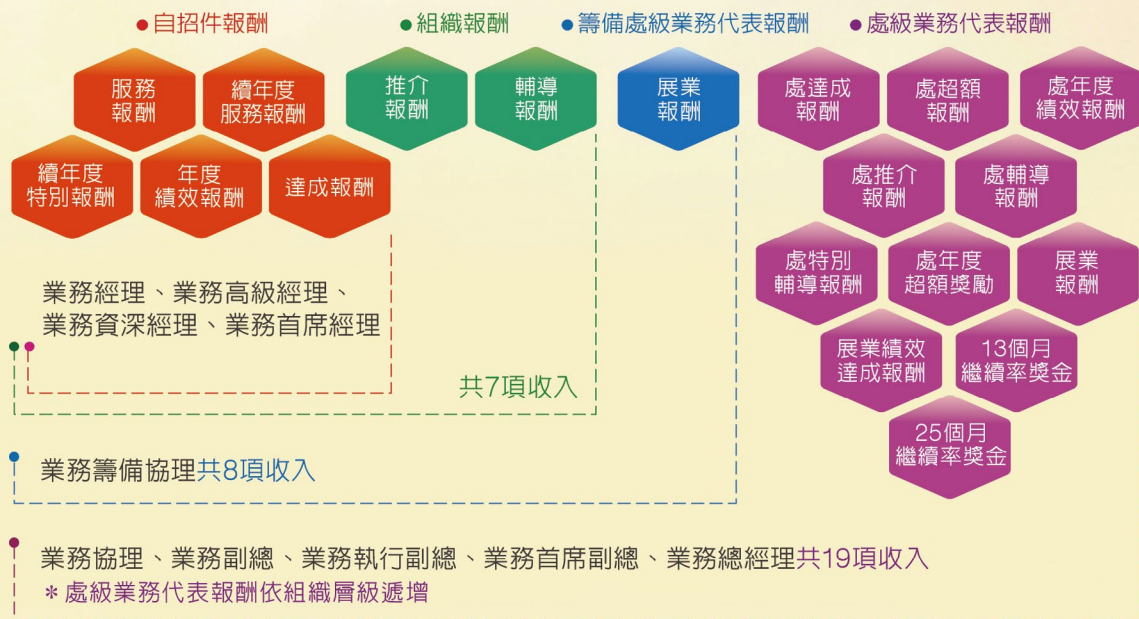 ●自招件報酬
●組織報酬
●籌備處級業務代表報酬
●處級業務代表報酬
服務
報酬
續年度
服務報酬
推介
報酬
輔導
報酬
展業
報酬
處達成
報酬
處超額
報酬
處年度
績效報酬
續年度
特別報酬
年度
績效報酬
達成報酬
處推介
報酬
處輔導
報酬
處特別
輔導報酬
處年度
超額獎勵
展業
報酬
展業績效
達成報酬
13個月
繼續率獎金
25個月
繼續率獎金
業務經理、業務高級經理、
業務資深經理、業務首席經理
共7項收入
業務籌備協理共8項收入
業務協理、業務副總、業務執行副總、業務首席副總、業務總經理共19項收入
＊處級業務代表報酬依組織層級遞增